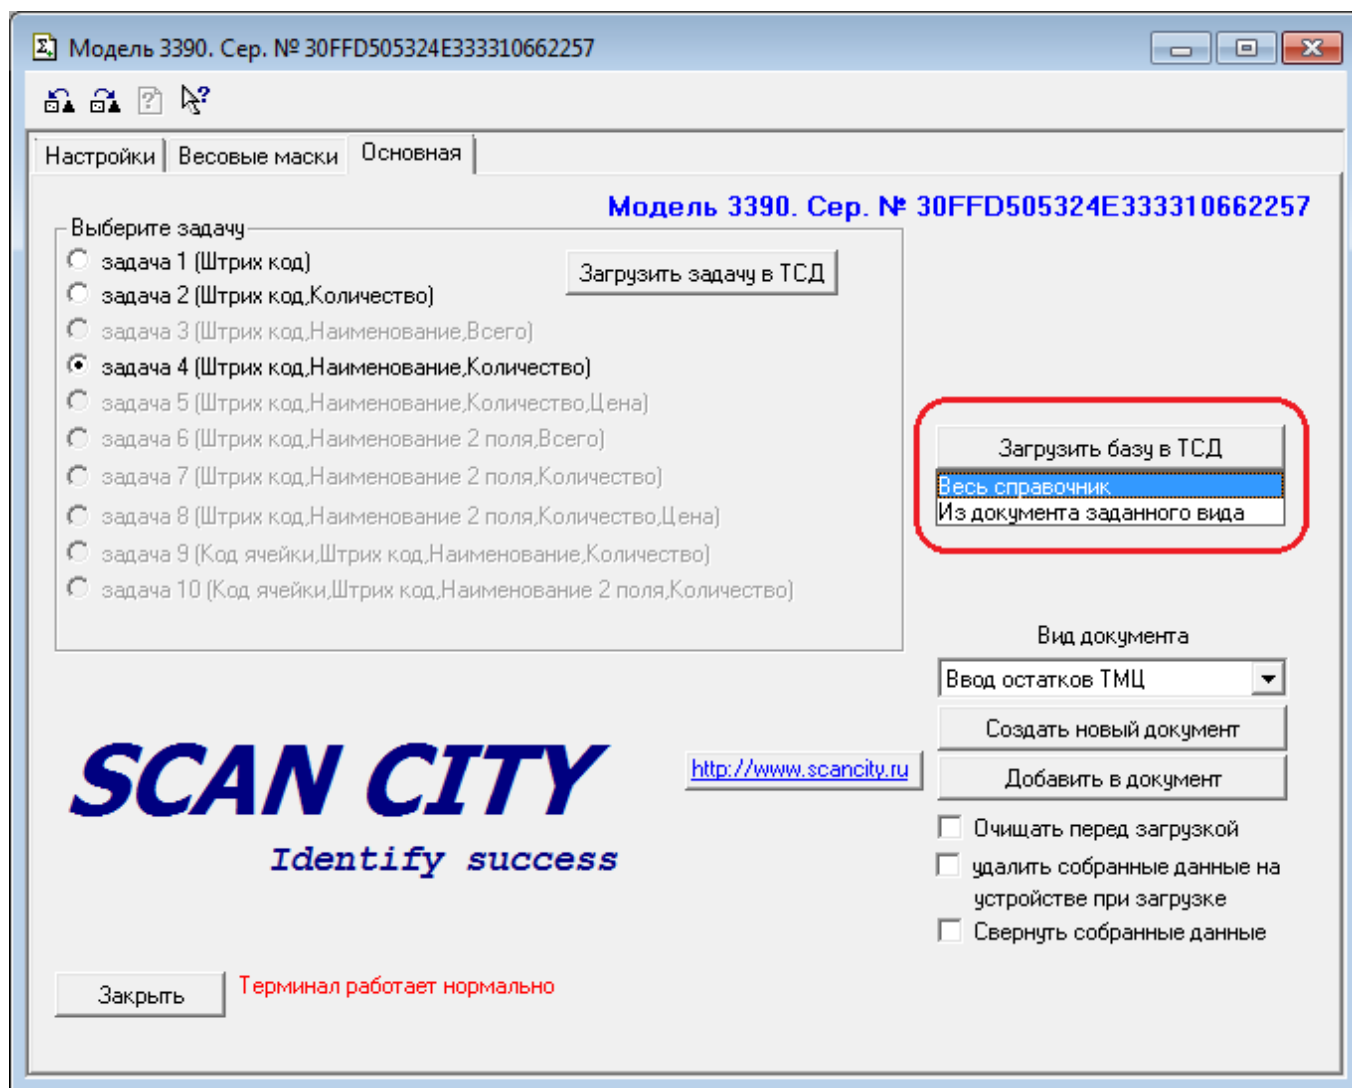 Модель 3390. Сер. № 30FFD505324E333310662257
Настройки
Весовые маски
Основная
Модель 3390. Сер. № 30FFD505324E333310662257
Выберите задачу
задача 1 (Штрих код)
Загрузить задачу в ТСД
задача 2 (Штрих код,Количество)
задача 3 (Штрих код,Наименование,Всего)
задача 4 (Штрих код,Наименование,Количество)
задача 5 (Штрих код,Наименование,Количество,Цена)
задача 6 (Штрих код,Наименование 2 поля,Всего)
задача 7 (Штрих код,Наименование 2 поля,Количество)
задача 8 (Штрих код,Наименование 2 поля,Количество,Цена)
задача 9 (Код ячейки,Штрих код,Наименование,Количество)
задача 10 (Код ячейки,Штрих код,Наименование 2 поля,Количество)
Загрузить базу в ТСД
Весь справочник
Из документа заданного вида
Вид документа
Ввод остатков ТМЦ
Создать новый документ
Добавить в документ
Очищать перед загрузкой
удалить собранные данные на
устройстве при загрузке
Свернуть собранные данные
SCAN CITY
Identify success
http://www.scancity.ru
Закрыть
Терминал работает нормально